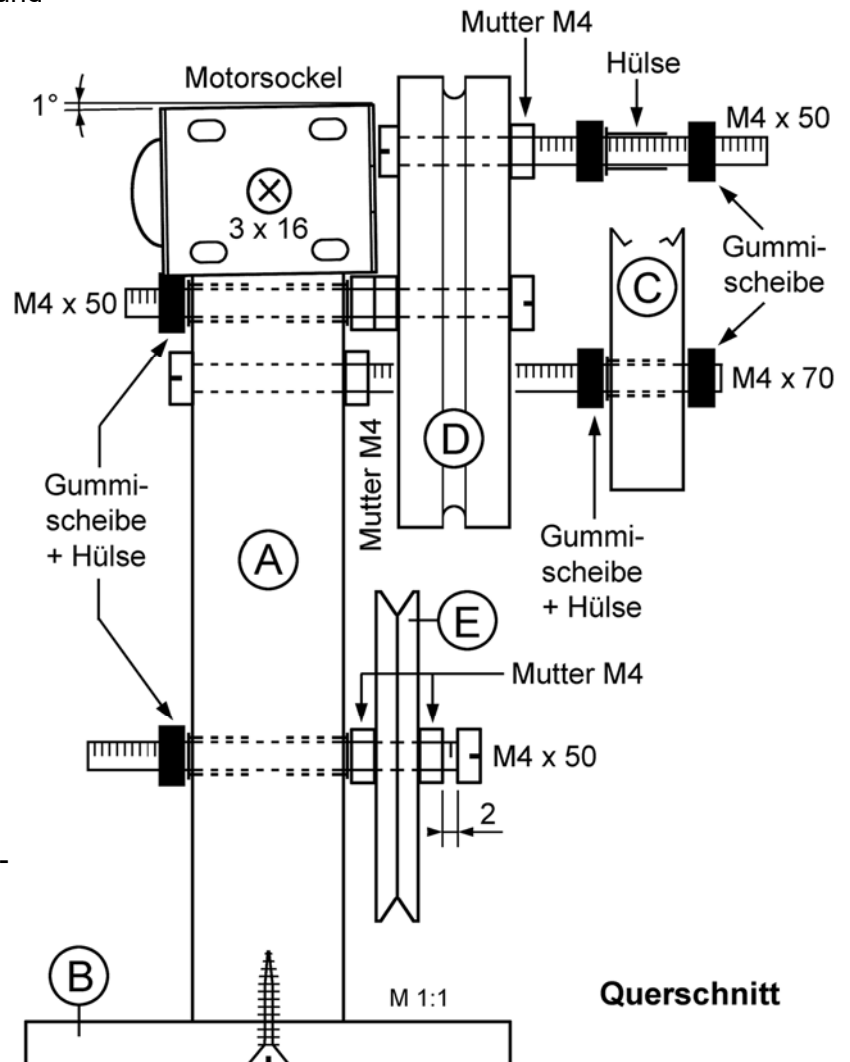 Mutter M4
Motorsockel
Hülse
1°
M4 x 50
3 x 16
Gummi-
scheibe
C
M4 x 50
M4 x 70
D
Mutter M4
Gummi-
scheibe
+ Hülse
A
Gummi-
scheibe
+ Hülse
E
Mutter M4
M4 x 50
2
B
M 1:1
Querschnitt